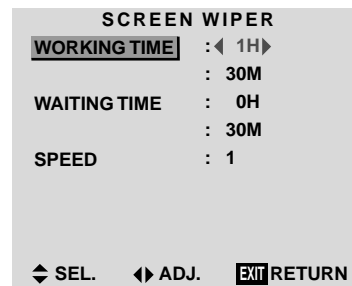 SCREEN WIPER
WORKING TIME : 1H
: 30M
WAITING TIME : 0H
: 30M
SPEED : 1
SEL. ADJ. EXIT RETURN